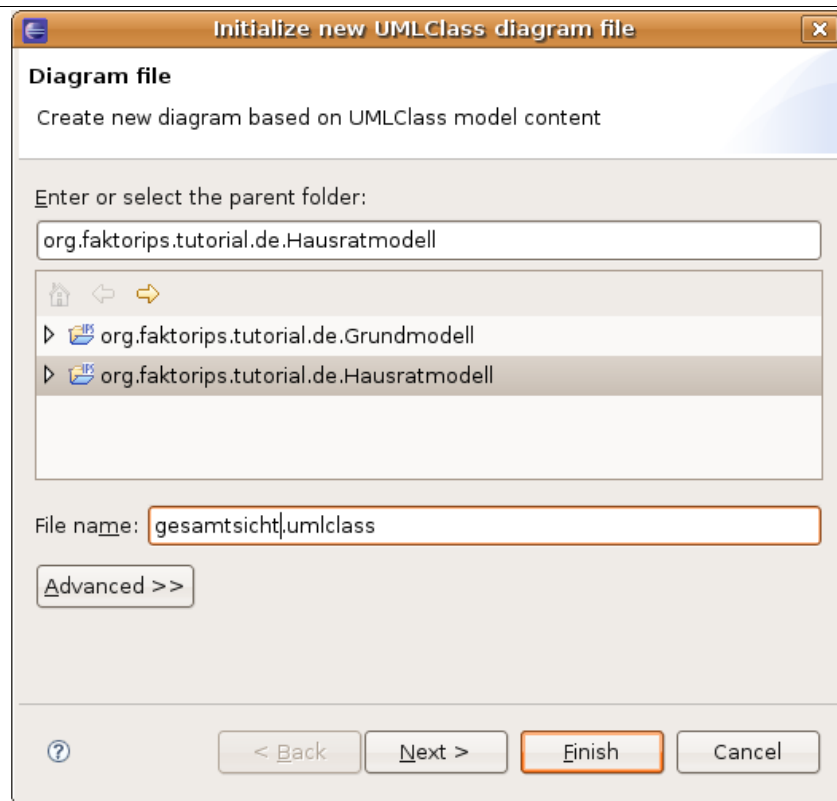 Initialize new UMLClass diagram file
Diagram file
Create new diagram based on UMLClass model content
Enter or select the parent folder:
org.faktorips.tutorial.de.Hausratmodell
org.faktorips.tutorial.de.Grundmodell
org.faktorips.tutorial.de.Hausratmodell
File name: gesamtsicht.umlclass
Advanced >>
< Back Next > Finish Cancel